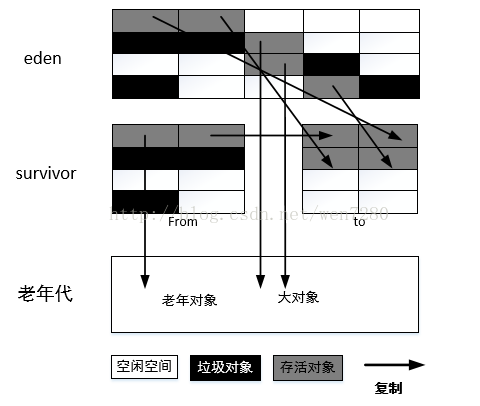 eden
survivor
http://blog.csdn.net/wen7280
From
to
老年代
老年对象
大对象
空闲空间
垃圾对象
存活对象
复制